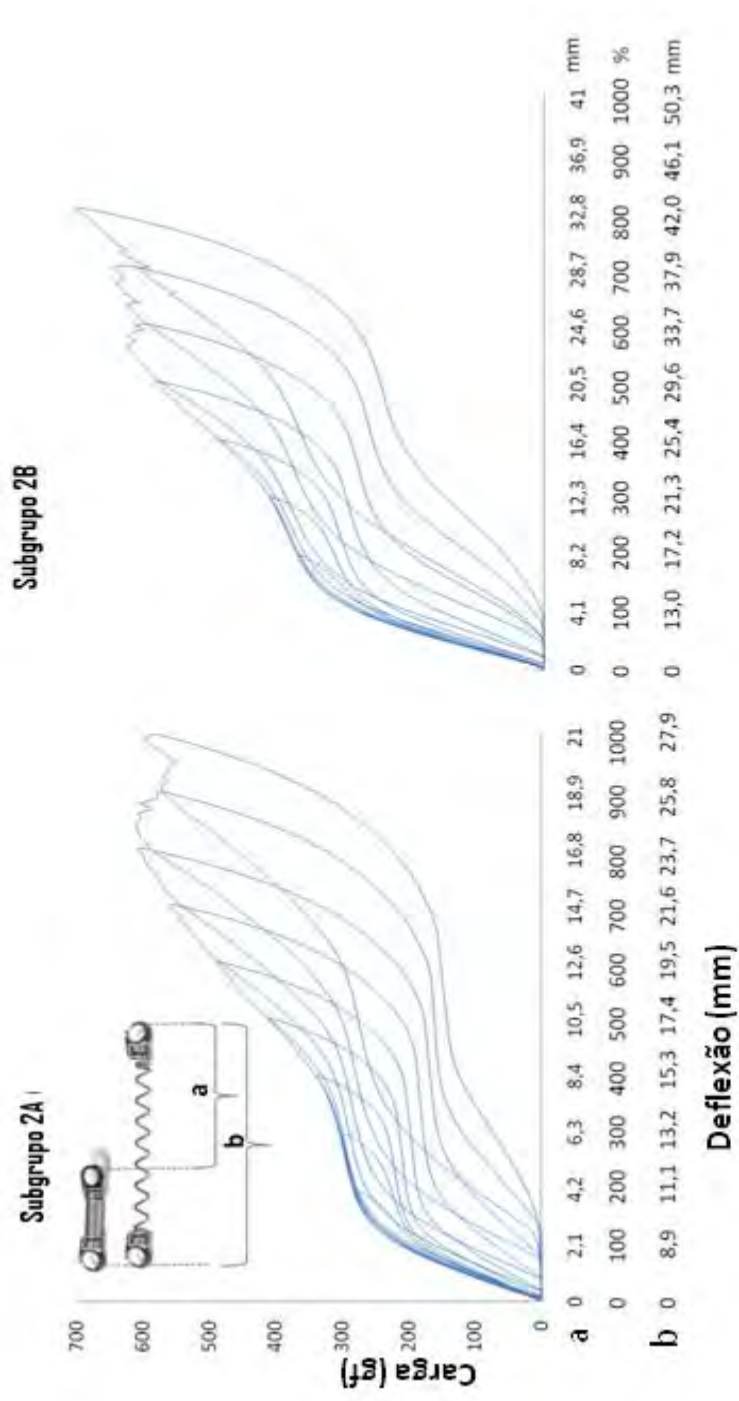 Subgrupo 2A
Subgrupo 2B
a
b
Carga (gf)
700
600
500
400
300
200
100
0
a 0 2,1 4,2 6,3 8,4 10,5 12,6 14,7 16,8 18,9 21 0 4,1 8,2 12,3 16,4 20,5 24,6 28,7 32,8 36,9 41 mm
0 100 200 300 400 500 600 700 800 900 1000 0 100 200 300 400 500 600 700 800 900 1000 %
b 0 8,9 11,1 13,2 15,3 17,4 19,5 21,6 23,7 25,8 27,9 0 13,0 17,2 21,3 25,4 29,6 33,7 37,9 42,0 46,1 50,3 mm
Deflexão (mm)